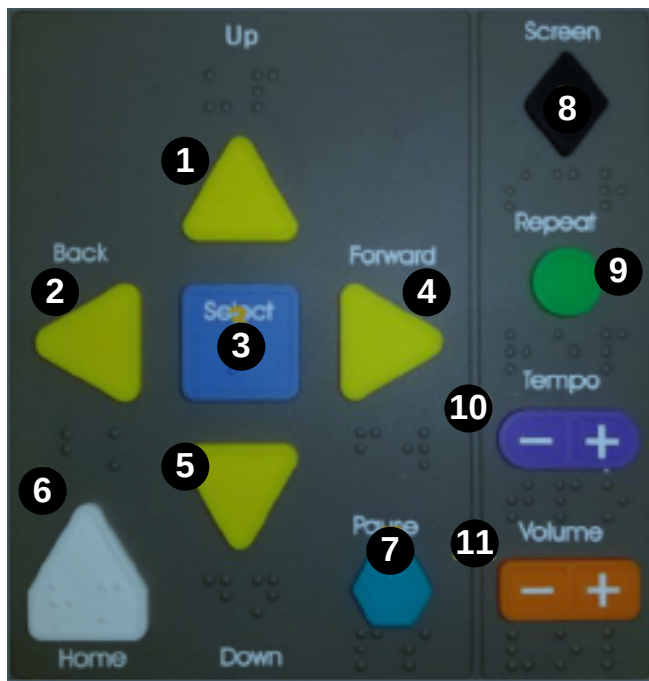 Up
Screen
8
1
Repeat
Back
Forward
9
2
4
Select
3
Tempo
10
− +
5
6
Pause
7
Volume
11
− +
Home
Down